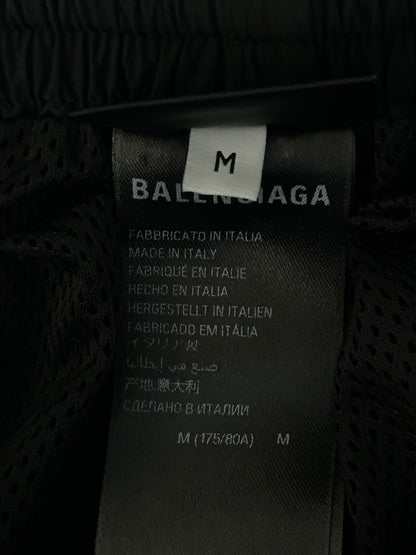 M
BALENCIAGA
FABBRICATO IN ITALIA
MADE IN ITALY
FABRIQUÉ EN ITALIE
HECHO EN ITALIA
HERGESTELLT IN ITALIEN
FABRICADO EM ITÁLIA
イタリア製
صنع في إيطاليا
产地:意大利
СДЕЛАНО В ИТАЛИИ
M (175/80A) M